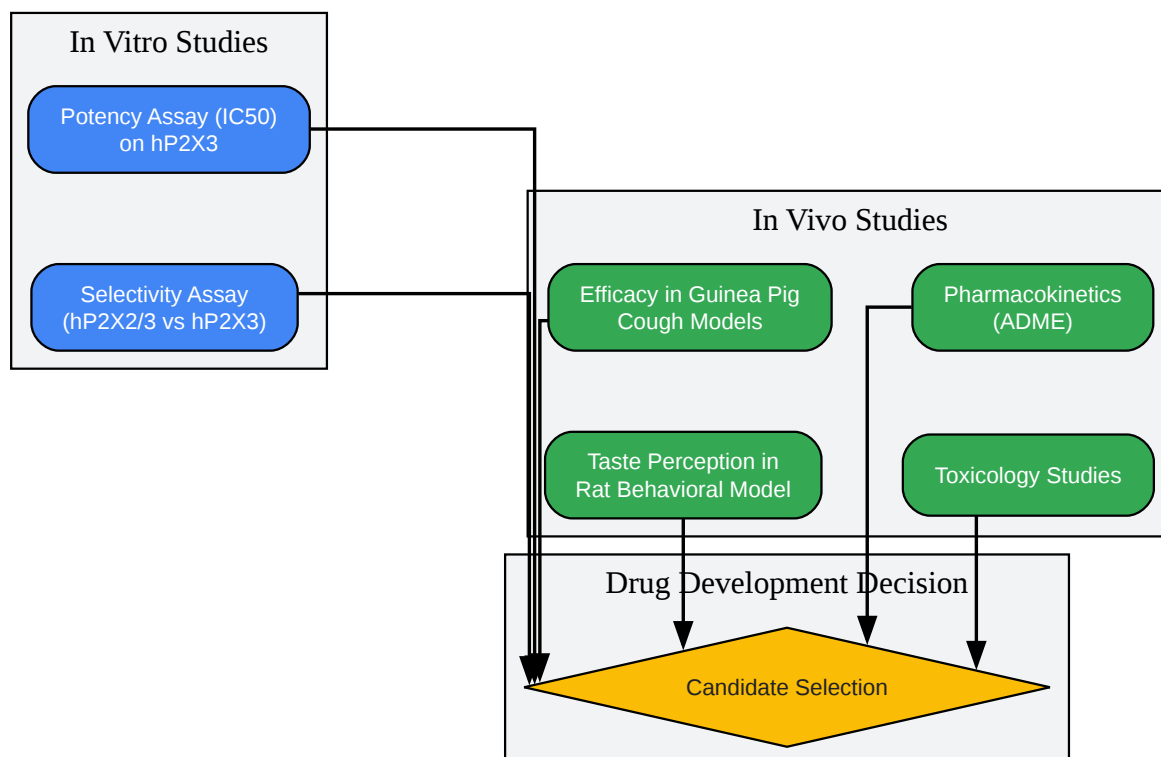 In Vitro Studies
Potency Assay (IC50)
on hP2X3
Selectivity Assay
(hP2X2/3 vs hP2X3)
In Vivo Studies
Efficacy in Guinea Pig
Cough Models
Pharmacokinetics
(ADME)
Taste Perception in
Rat Behavioral Model
Toxicology Studies
Drug Development Decision
Candidate Selection